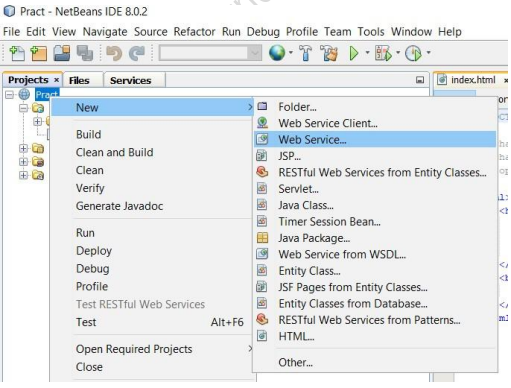 Pract - NetBeans IDE 8.0.2
File Edit View Navigate Source Refactor Run Debug Profile Team Tools Window Help
Projects × Files Services
index.html ×
Pract
New
Build
Clean and Build
Clean
Verify
Generate Javadoc
Run
Deploy
Debug
Profile
Test RESTful Web Services
Test Alt+F6
Open Required Projects
Close
Folder...
Web Service Client...
Web Service...
JSP...
RESTful Web Services from Entity Classes...
Servlet...
Java Class...
Timer Session Bean...
Java Package...
Web Service from WSDL...
Entity Class...
JSF Pages from Entity Classes...
Entity Classes from Database...
RESTful Web Services from Patterns...
HTML...
Other...